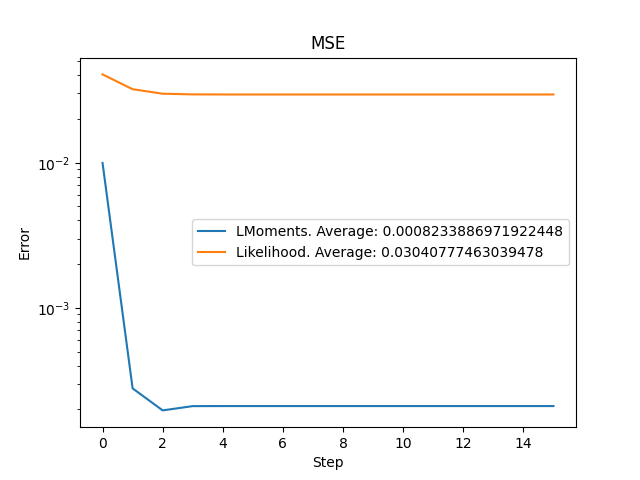 MSE
Error
10⁻²
10⁻³
LMoments. Average: 0.0008233886971922448
Likelihood. Average: 0.03040777463039478
0 2 4 6 8 10 12 14
Step